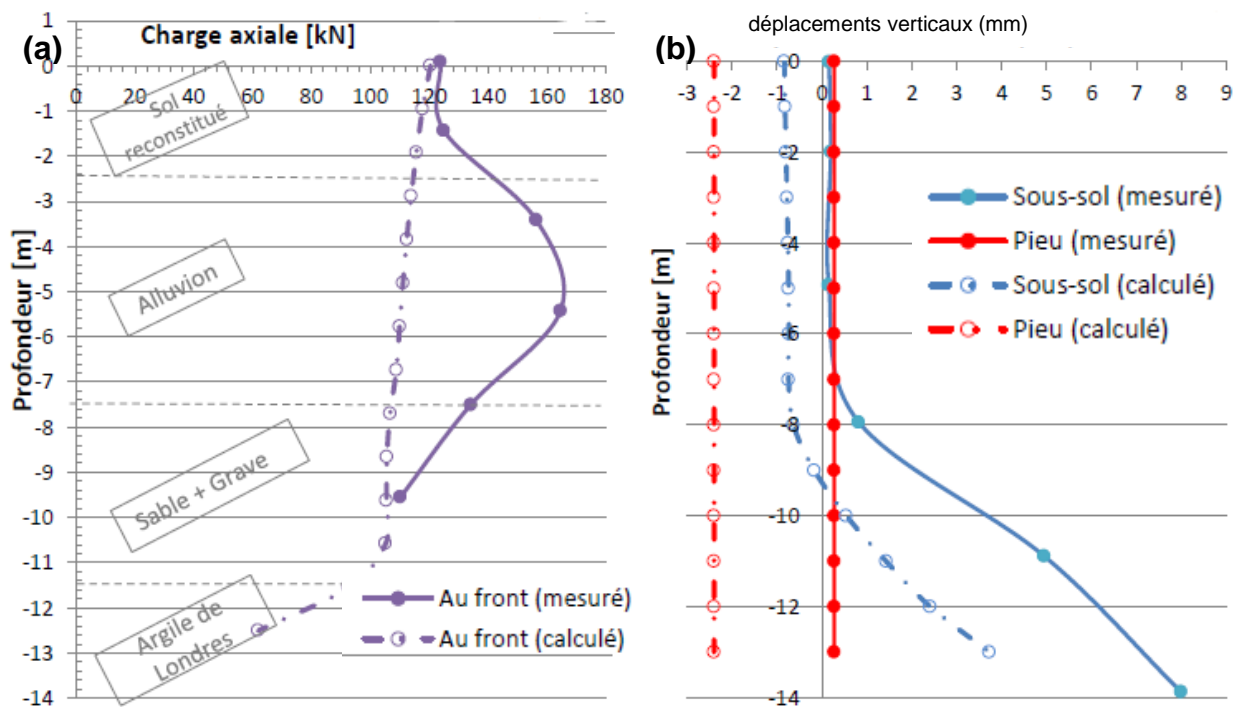 (a)
Charge axiale [kN]
0 20 40 60 80 100 120 140 160 180
1
0
-1
-2
-3
-4
-5
-6
-7
-8
-9
-10
-11
-12
-13
-14
Profondeur [m]
Sol
reconstitué
Alluvion
Sable + Grave
Argile de
Londres
Au front (mesuré)
Au front (calculé)
(b)
déplacements verticaux (mm)
-3 -2 -1 0 1 2 3 4 5 6 7 8 9
0
-2
-4
-6
-8
-10
-12
-14
Profondeur [m]
Sous-sol (mesuré)
Pieu (mesuré)
Sous-sol (calculé)
Pieu (calculé)